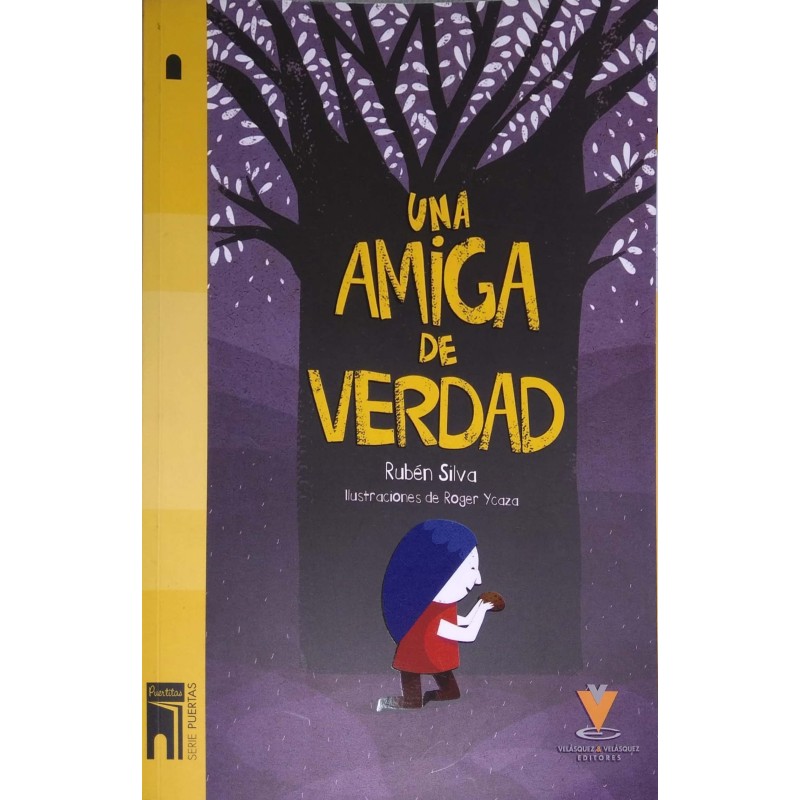 UNA
AMiGA
DE
VERDAD
Rubén Silva
Ilustraciones de Roger Ycaza
Puertitas
SERIE PUERTAS
VELÁSQUEZ & VELÁSQUEZ
EDITORES